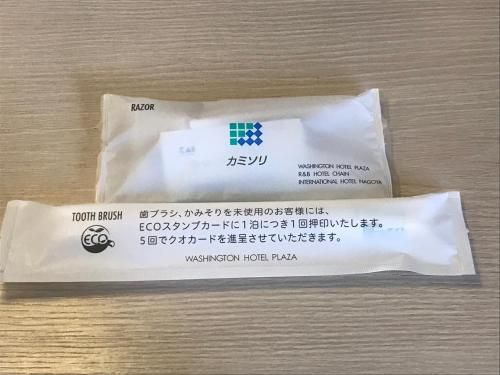 RAZOR
カミソリ
WASHINGTON HOTEL PLAZA
R&B HOTEL CHAIN
INTERNATIONAL HOTEL NAGOYA
TOOTH BRUSH
ECO
歯ブラシ、かみそりを未使用のお客様には、
ECOスタンプカードに1泊につき1回押印いたします。
5回でクオカードを進呈させていただきます。
WASHINGTON HOTEL PLAZA